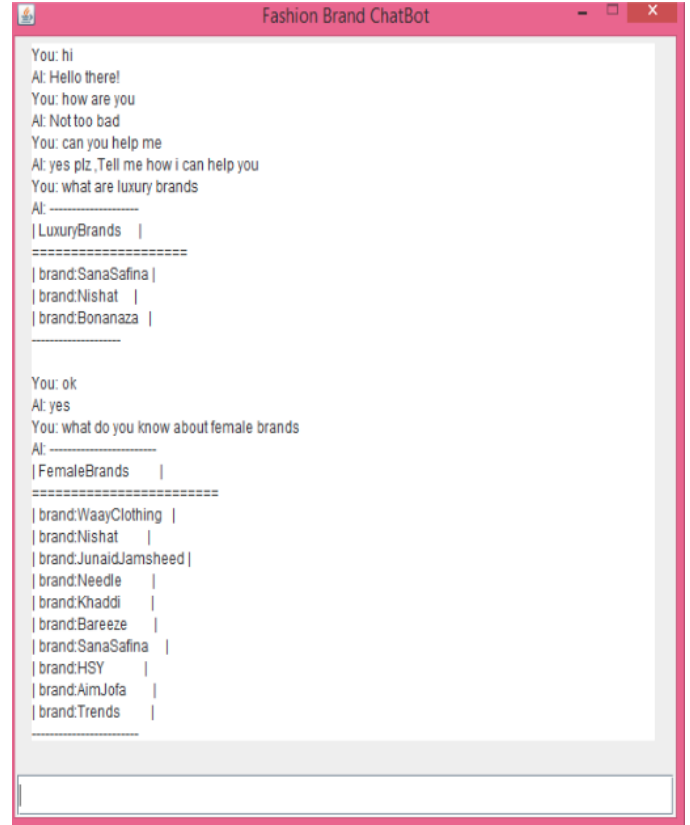 Fashion Brand ChatBot
You: hi
AI: Hello there!
You: how are you
AI: Not too bad
You: can you help me
AI: yes plz ,Tell me how i can help you
You: what are luxury brands
AI: --------------------
| LuxuryBrands    |
====================
| brand:SanaSafina |
| brand:Nishat    |
| brand:Bonanaza  |
--------------------
You: ok
AI: yes
You: what do you know about female brands
AI: ------------------------
| FemaleBrands       |
========================
| brand:WaayClothing  |
| brand:Nishat       |
| brand:JunaidJamsheed |
| brand:Needle       |
| brand:Khaddi       |
| brand:Bareeze      |
| brand:SanaSafina    |
| brand:HSY         |
| brand:AimJofa       |
| brand:Trends       |
------------------------